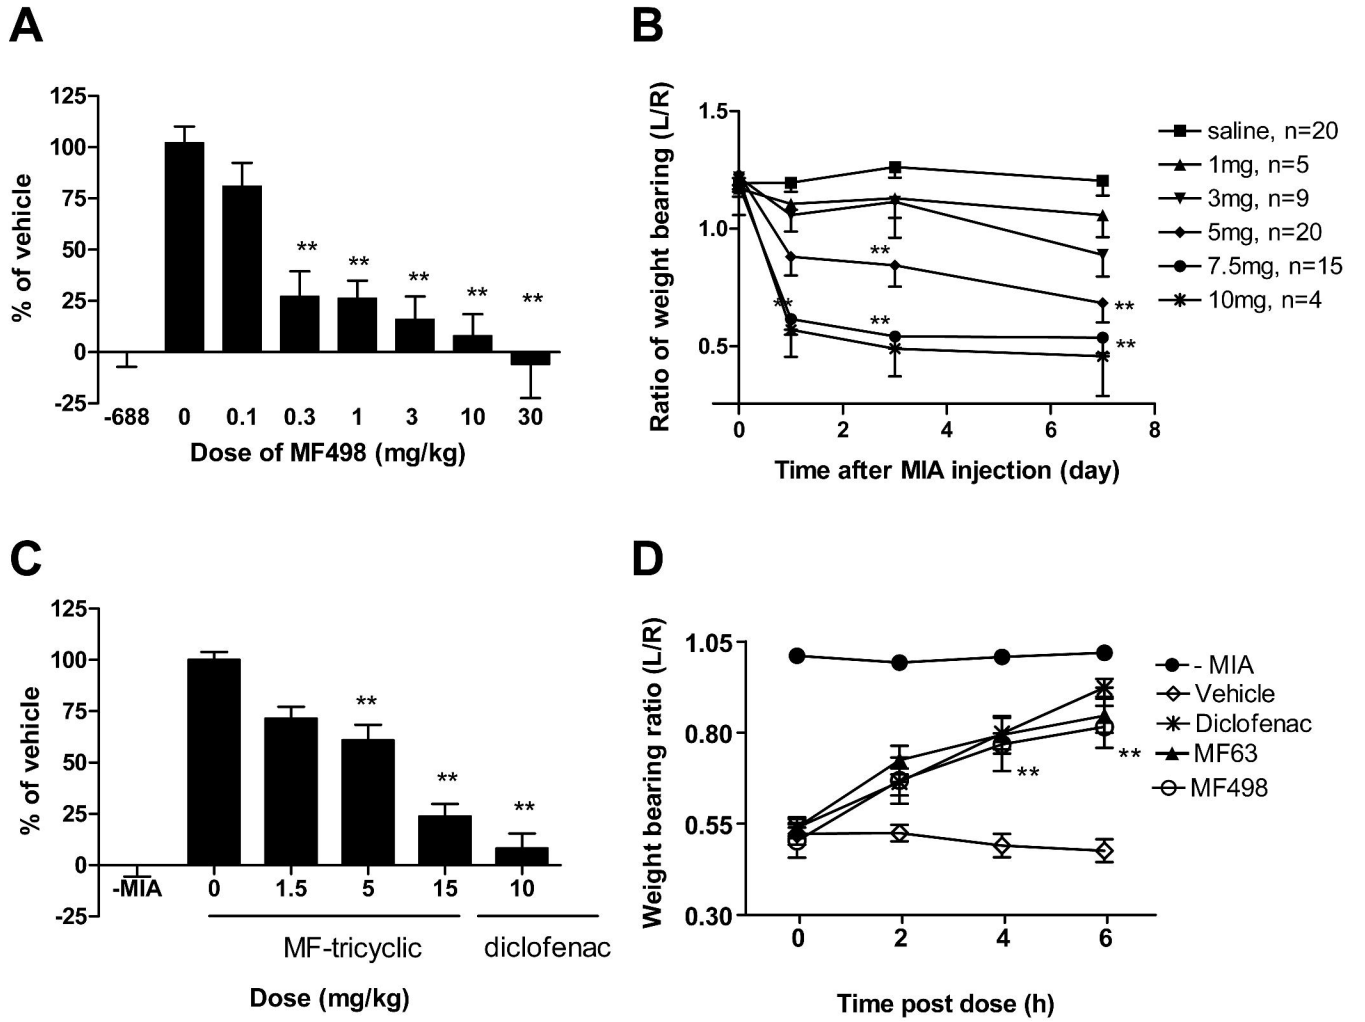 A
125
100
75
50
25
0
-25
% of vehicle
**
**
**
**
**
-688 0 0.1 0.3 1 3 10 30
Dose of MF498 (mg/kg)
B
1.5
1.0
0.5
Ratio of weight bearing (L/R)
**
**
**
**
**
0 2 4 6 8
Time after MIA injection (day)
saline, n=20
1mg, n=5
3mg, n=9
5mg, n=20
7.5mg, n=15
10mg, n=4
C
125
100
75
50
25
0
-25
% of vehicle
**
**
**
-MIA 0 1.5 5 15 10
MF-tricyclic diclofenac
Dose (mg/kg)
D
1.05
0.80
0.55
0.30
Weight bearing ratio (L/R)
**
**
0 2 4 6
Time post dose (h)
- MIA
Vehicle
Diclofenac
MF63
MF498